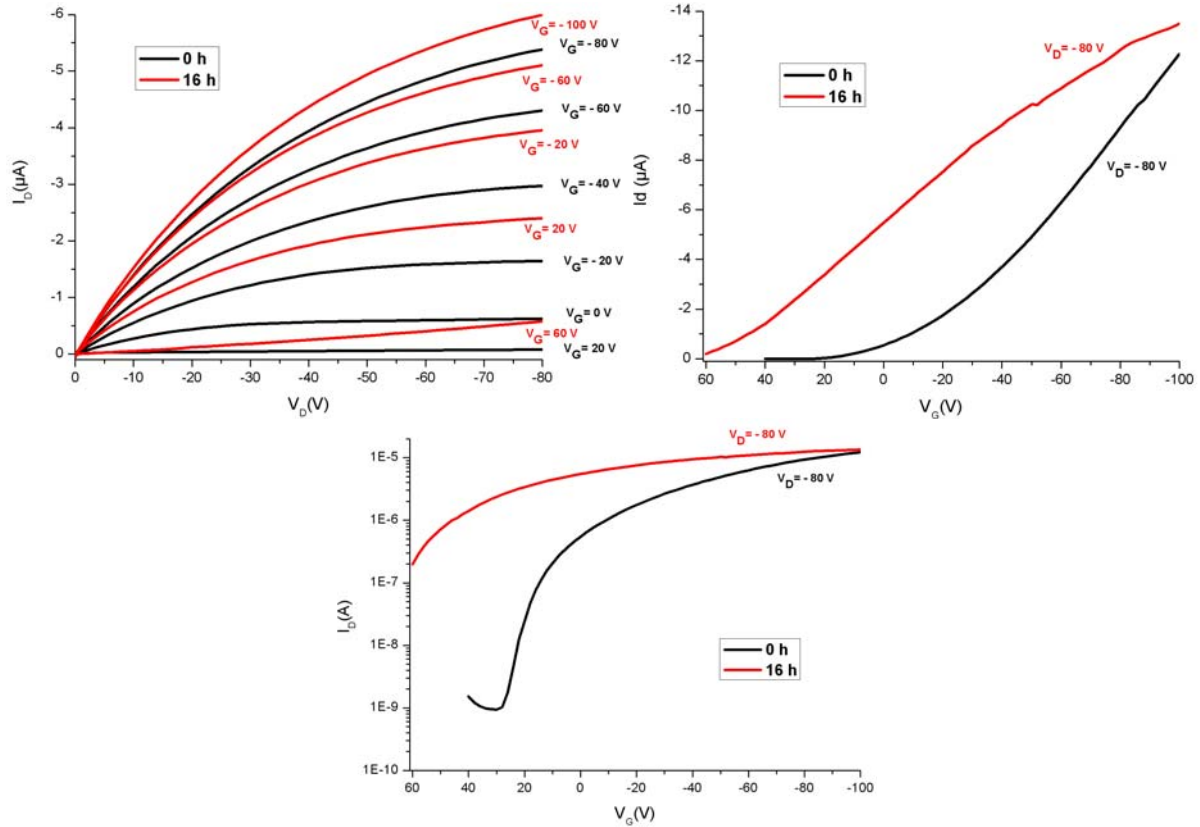 -6
-5
-4
-3
-2
-1
0
I_D(µA)
0 h
16 h
V_G= - 100 V
V_G= - 80 V
V_G= - 60 V
V_G= - 60 V
V_G= - 20 V
V_G= - 40 V
V_G= 20 V
V_G= - 20 V
V_G= 0 V
V_G= 60 V
V_G= 20 V
0 -10 -20 -30 -40 -50 -60 -70 -80
V_D(V)
-14
-12
-10
-8
-6
-4
-2
0
Id (µA)
0 h
16 h
V_D= - 80 V
V_D= - 80 V
60 40 20 0 -20 -40 -60 -80 -100
V_G(V)
1E-5
1E-6
1E-7
1E-8
1E-9
1E-10
I_D(A)
V_D= - 80 V
V_D= - 80 V
0 h
16 h
60 40 20 0 -20 -40 -60 -80 -100
V_G(V)